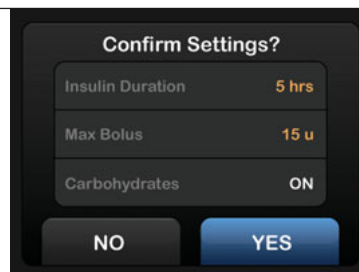 Confirm Settings?
Insulin Duration 5 hrs
Max Bolus 15 u
Carbohydrates ON
NO YES